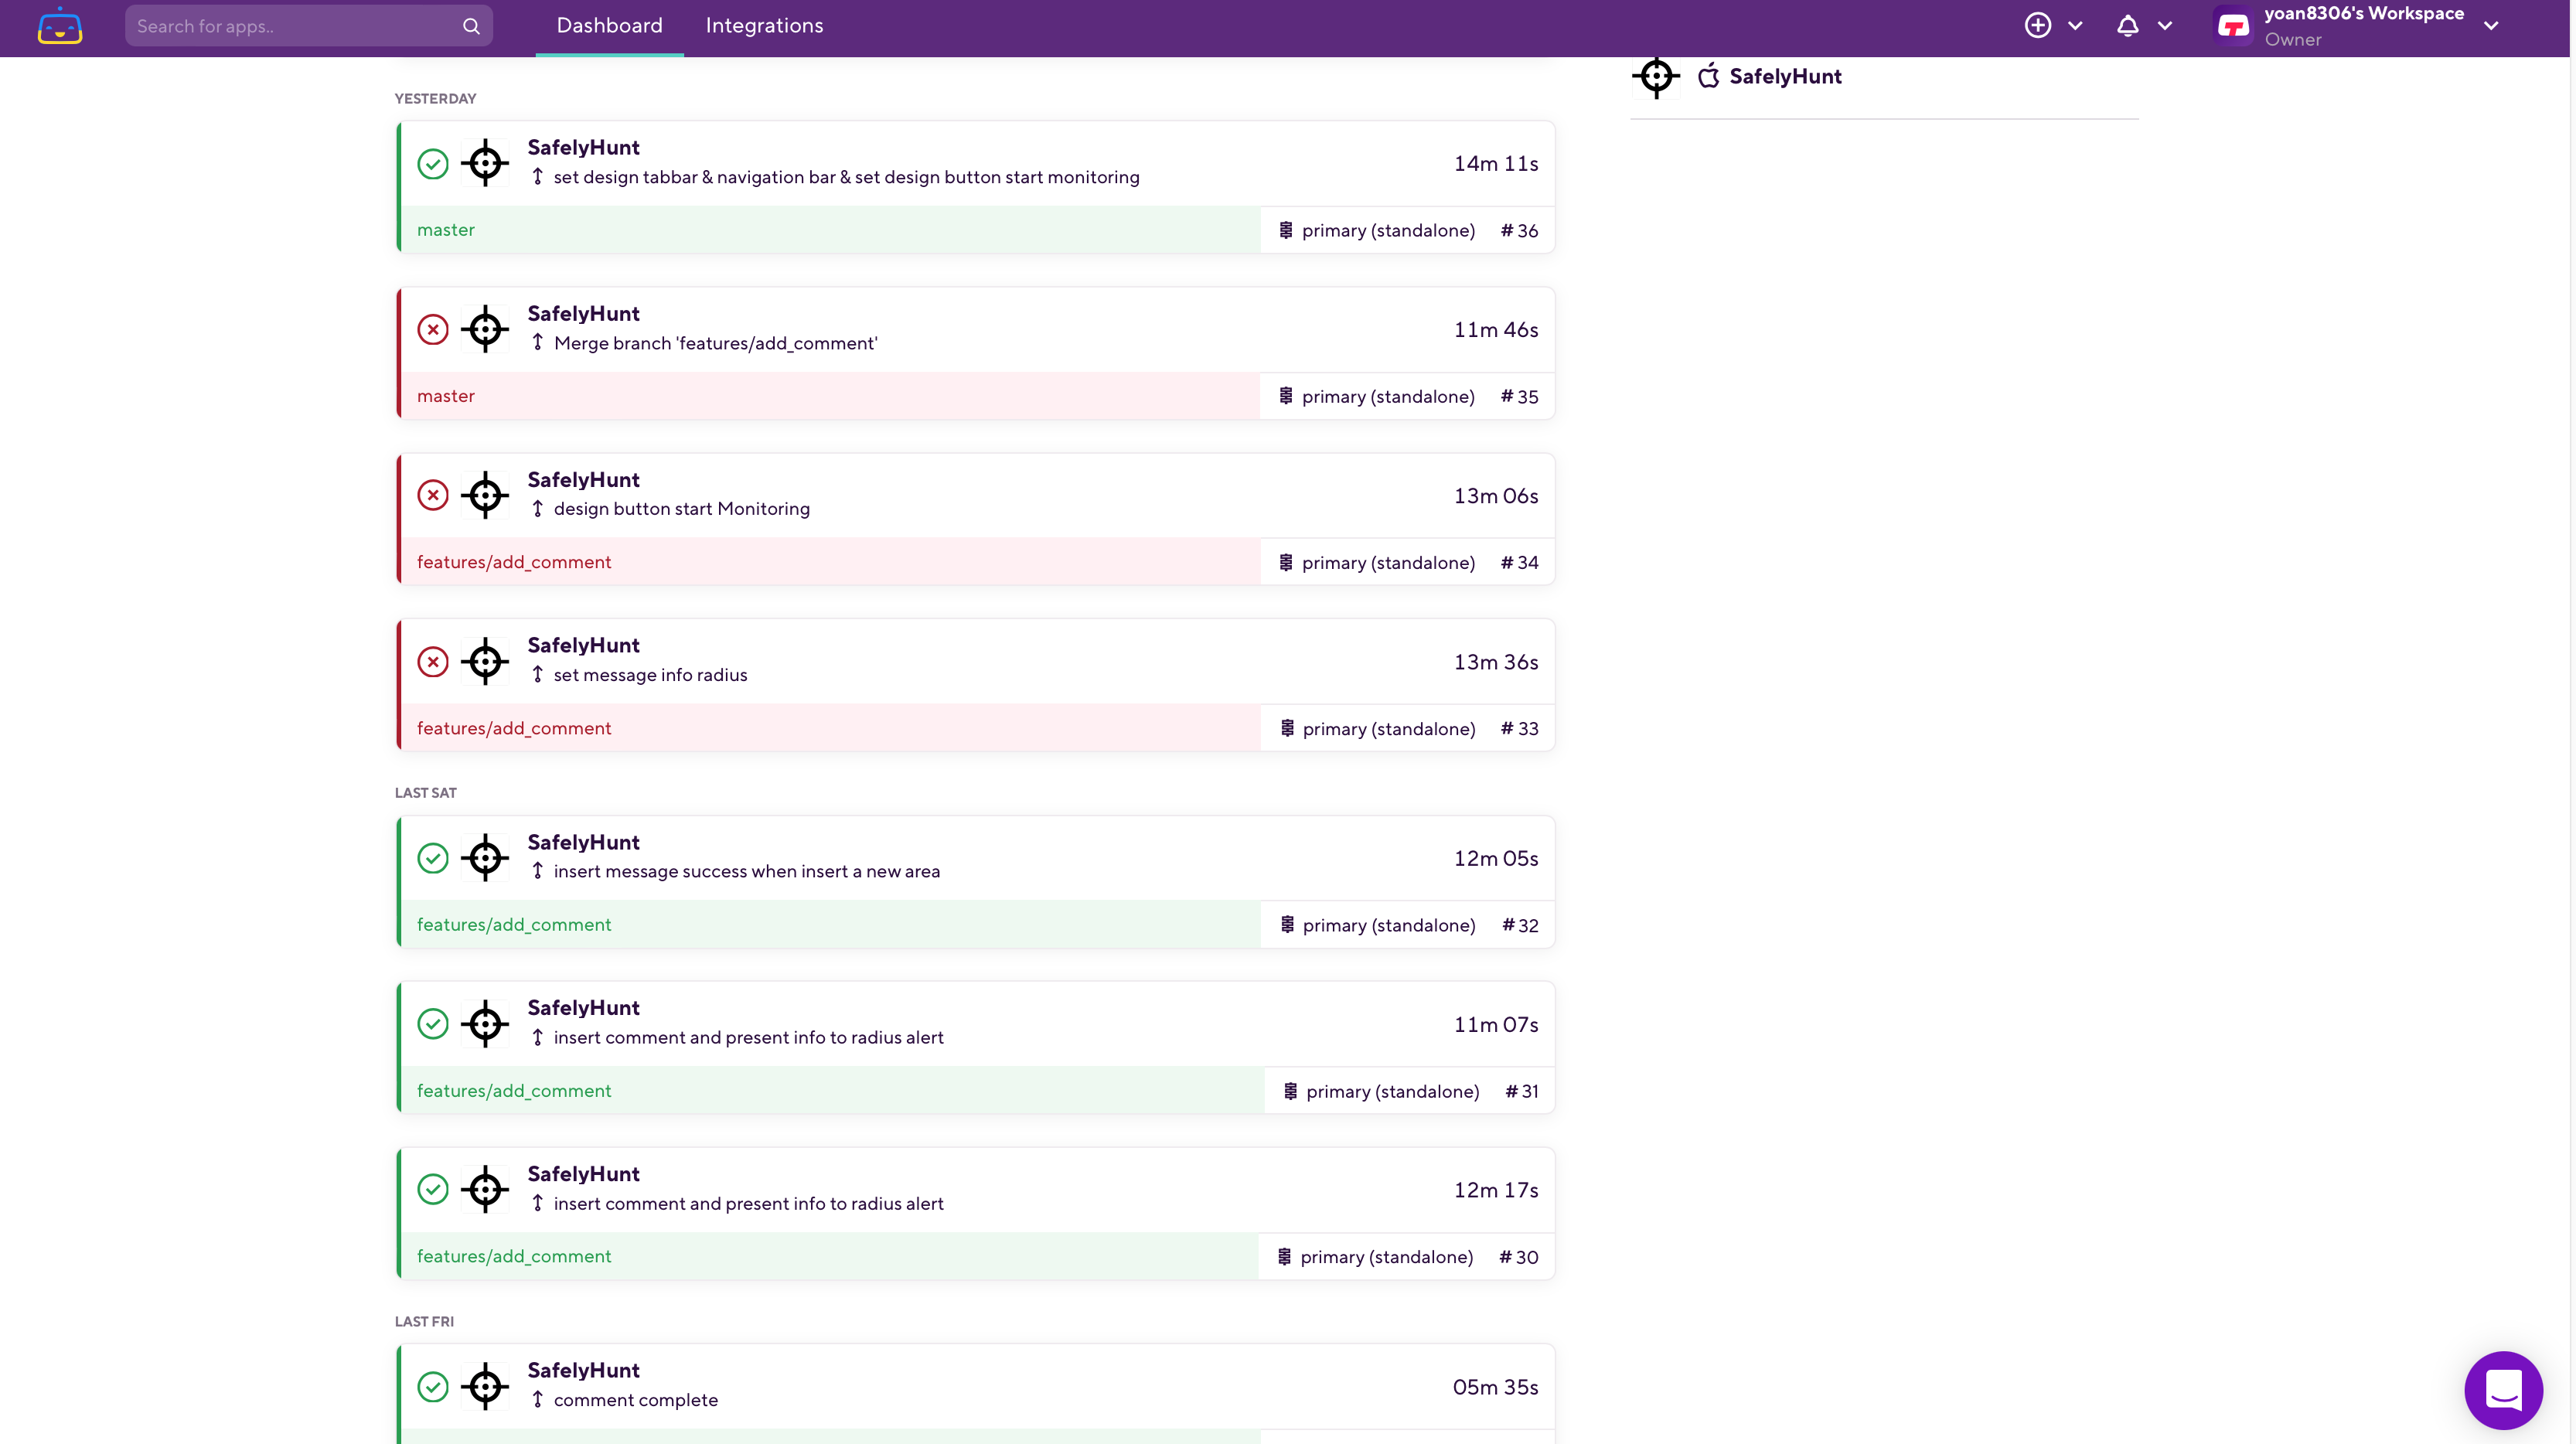 Search for apps..
Dashboard
Integrations
yoan8306's Workspace
Owner
SafelyHunt
YESTERDAY
SafelyHunt
set design tabbar & navigation bar & set design button start monitoring
14m 11s
master
primary (standalone)
# 36
SafelyHunt
Merge branch 'features/add_comment'
11m 46s
master
primary (standalone)
# 35
SafelyHunt
design button start Monitoring
13m 06s
features/add_comment
primary (standalone)
# 34
SafelyHunt
set message info radius
13m 36s
features/add_comment
primary (standalone)
# 33
LAST SAT
SafelyHunt
insert message success when insert a new area
12m 05s
features/add_comment
primary (standalone)
# 32
SafelyHunt
insert comment and present info to radius alert
11m 07s
features/add_comment
primary (standalone)
# 31
SafelyHunt
insert comment and present info to radius alert
12m 17s
features/add_comment
primary (standalone)
# 30
LAST FRI
SafelyHunt
comment complete
05m 35s